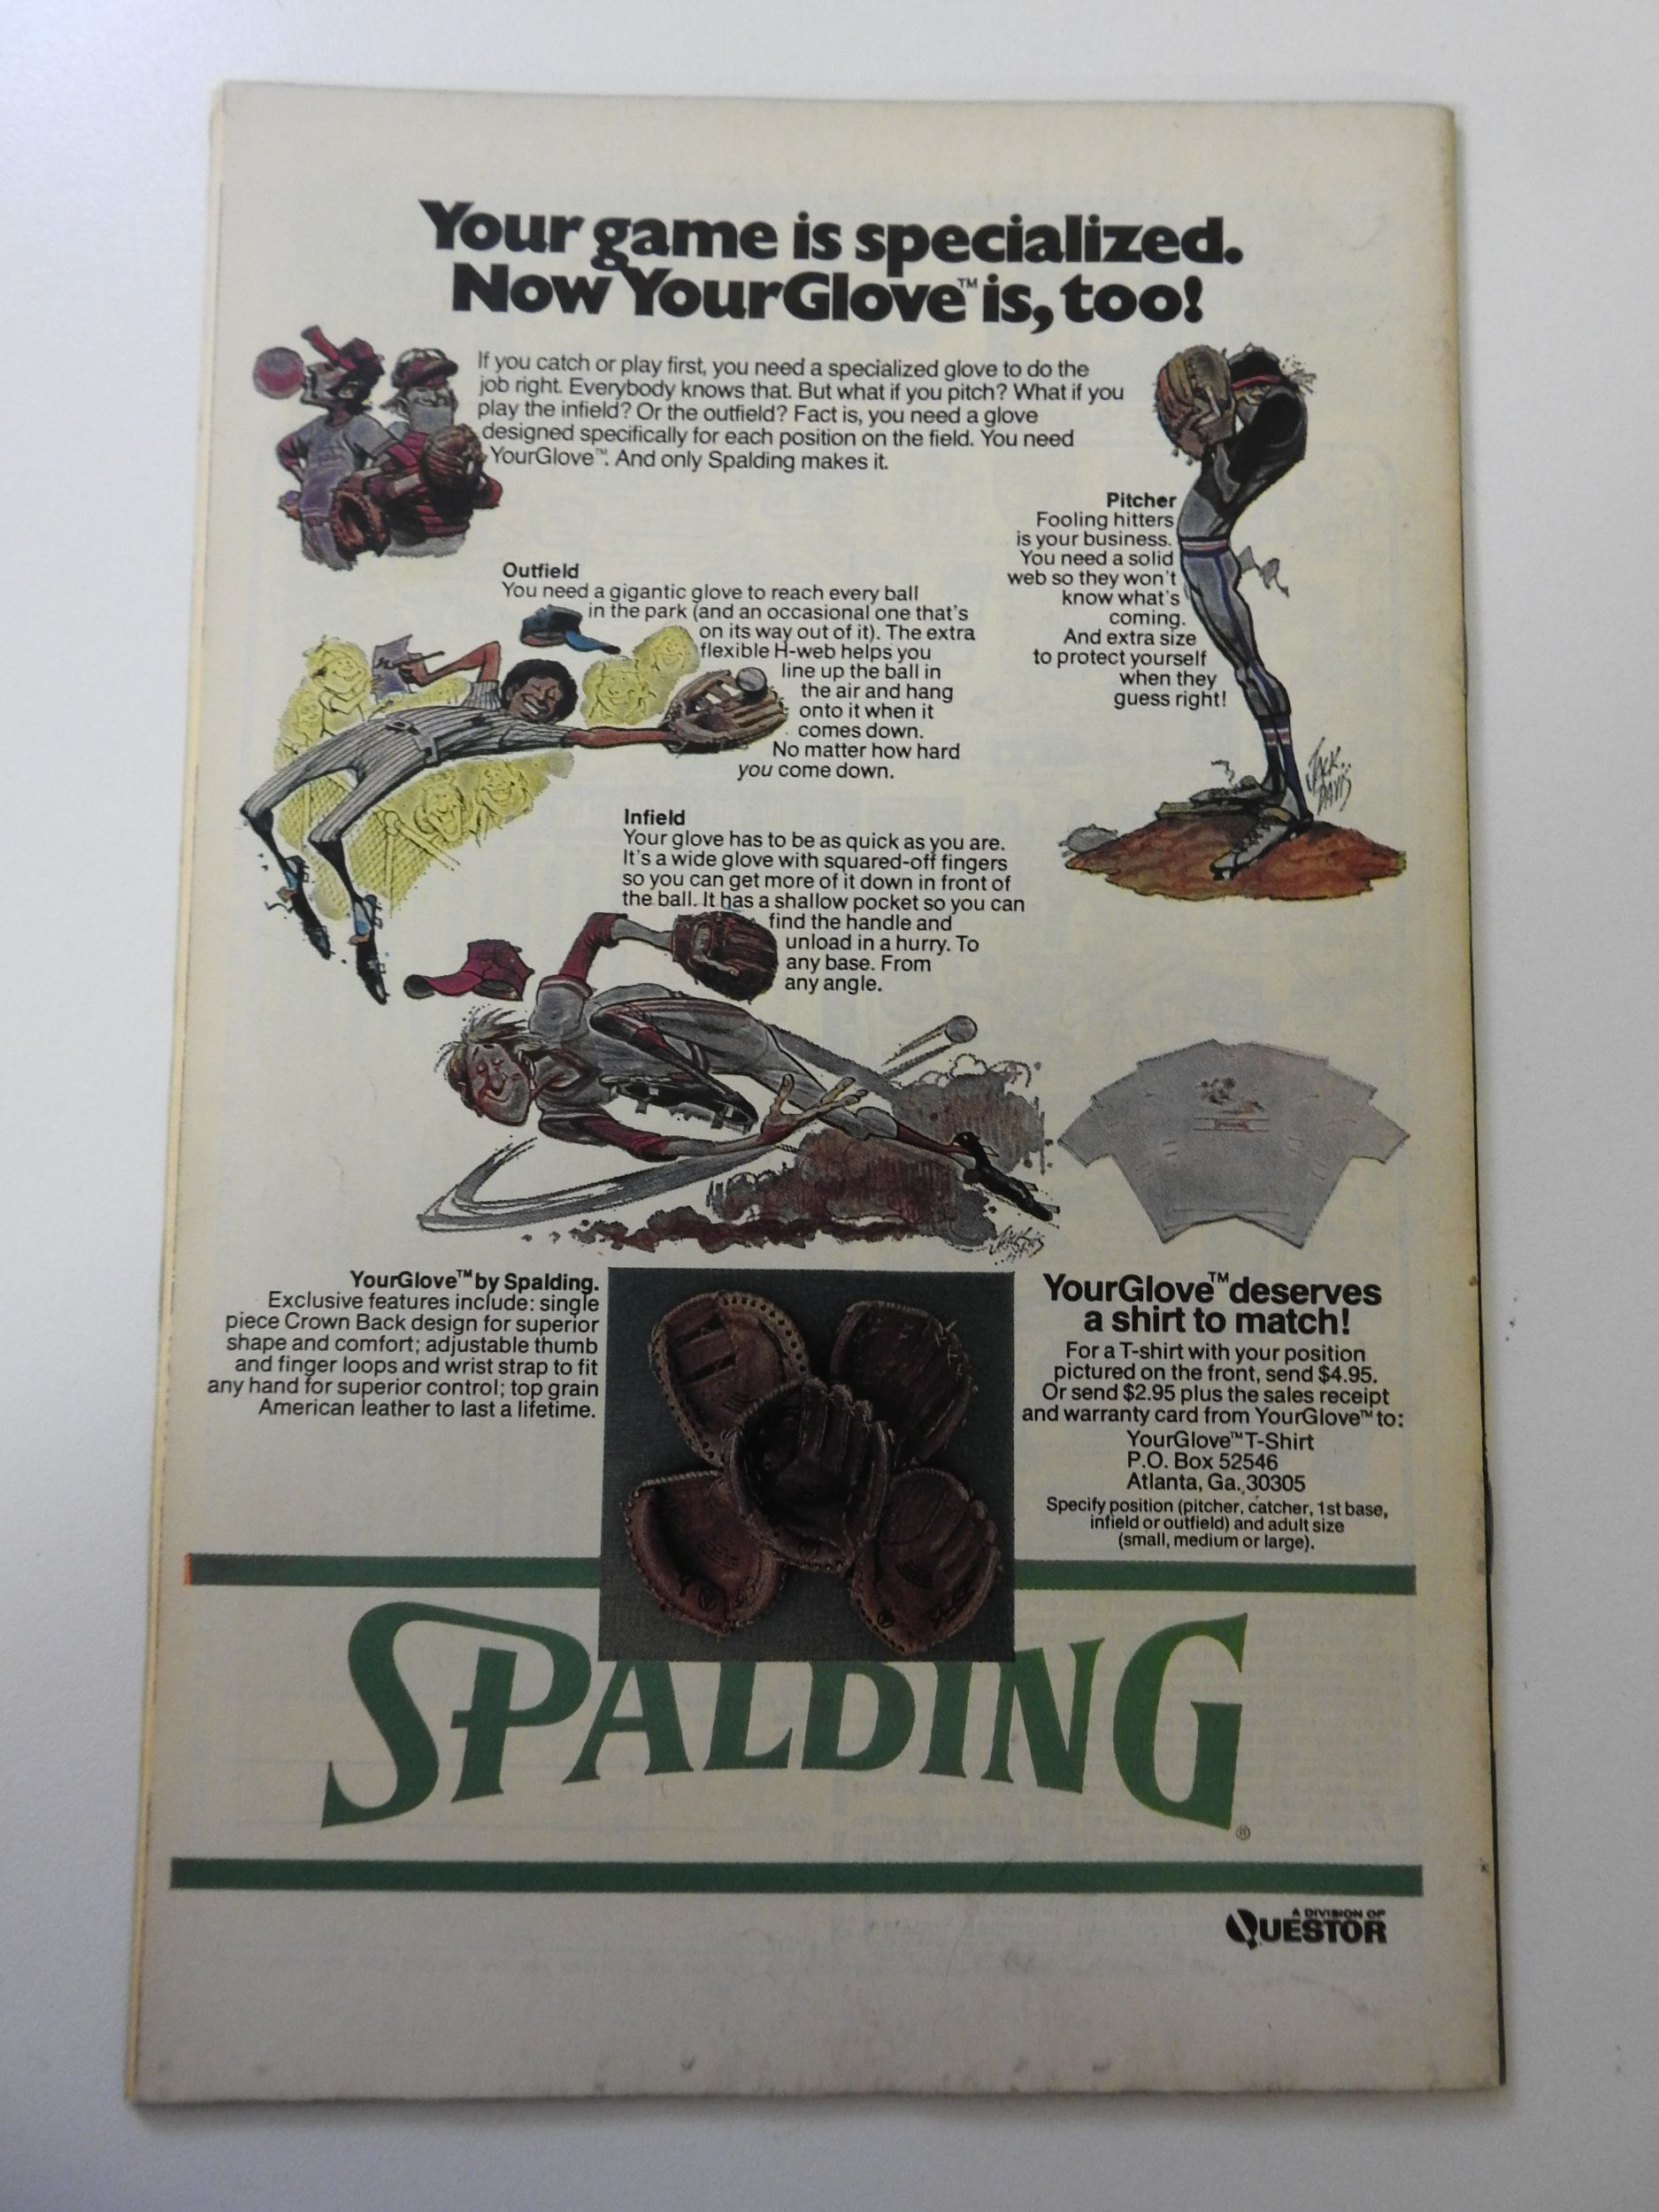 Your game is specialized.
Now YourGlove™ is, too!
If you catch or play first, you need a specialized glove to do the
job right. Everybody knows that. But what if you pitch? What if you
play the infield? Or the outfield? Fact is, you need a glove
designed specifically for each position on the field. You need
YourGlove™. And only Spalding makes it.
Pitcher
Fooling hitters
is your business.
You need a solid
web so they won't
know what's
coming.
And extra size
to protect yourself
when they
guess right!
JACK..
DAVIS
Outfield
You need a gigantic glove to reach every ball
in the park (and an occasional one that's
on its way out of it). The extra
flexible H-web helps you
line up the ball in
the air and hang
onto it when it
comes down.
No matter how hard
you come down.
Infield
Your glove has to be as quick as you are.
It's a wide glove with squared-off fingers
so you can get more of it down in front of
the ball. It has a shallow pocket so you can
find the handle and
unload in a hurry. To
any base. From
any angle.
YourGlove™ by Spalding.
Exclusive features include: single
piece Crown Back design for superior
shape and comfort; adjustable thumb
and finger loops and wrist strap to fit
any hand for superior control; top grain
American leather to last a lifetime.
YourGlove™ deserves
a shirt to match!
For a T-shirt with your position
pictured on the front, send $4.95.
Or send $2.95 plus the sales receipt
and warranty card from YourGlove™ to:
YourGlove™ T-Shirt
P.O. Box 52546
Atlanta, Ga. 30305
Specify position (pitcher, catcher, 1st base,
infield or outfield) and adult size
(small, medium or large).
SPALDING®
A DIVISION OF
QUESTOR